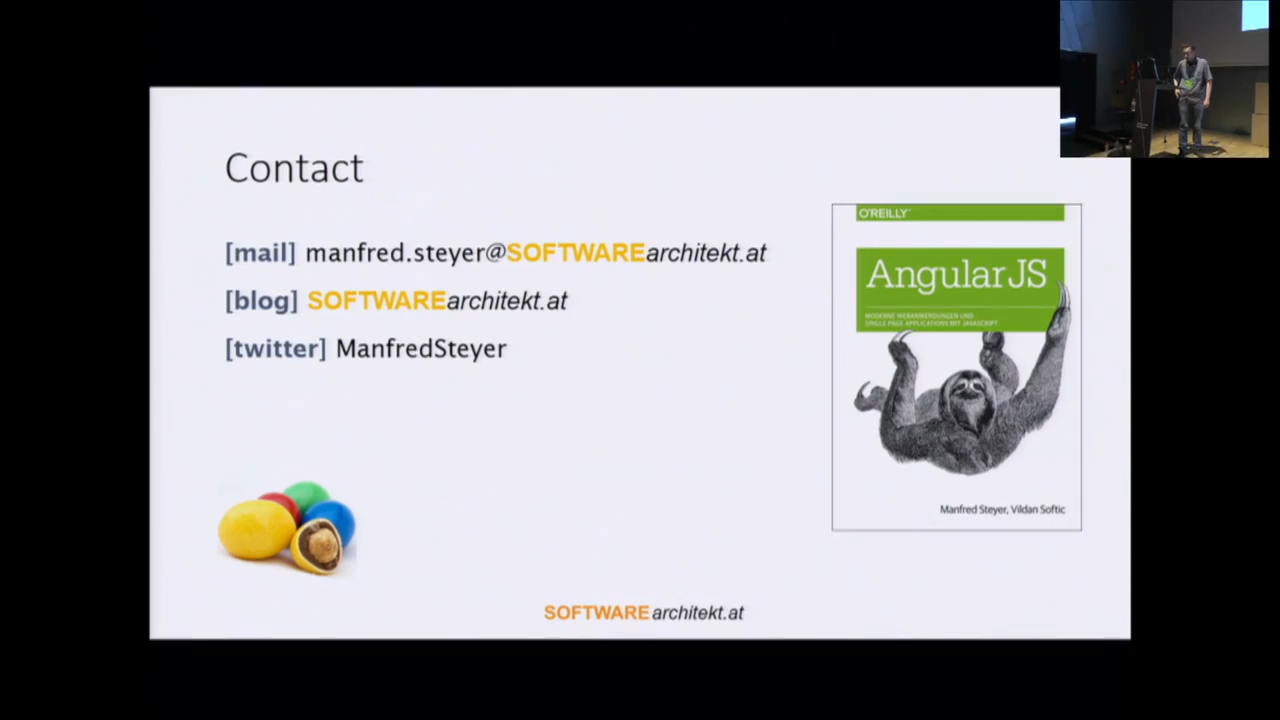 Contact
[mail] manfred.steyer@SOFTWAREarchitekt.at
[blog] SOFTWAREarchitekt.at
[twitter] ManfredSteyer
O'REILLY
AngularJS
MODERNE WEBANWENDUNGEN UND
SINGLE PAGE APPLICATIONS MIT JAVASCRIPT
Manfred Steyer, Vildan Softic
SOFTWAREarchitekt.at